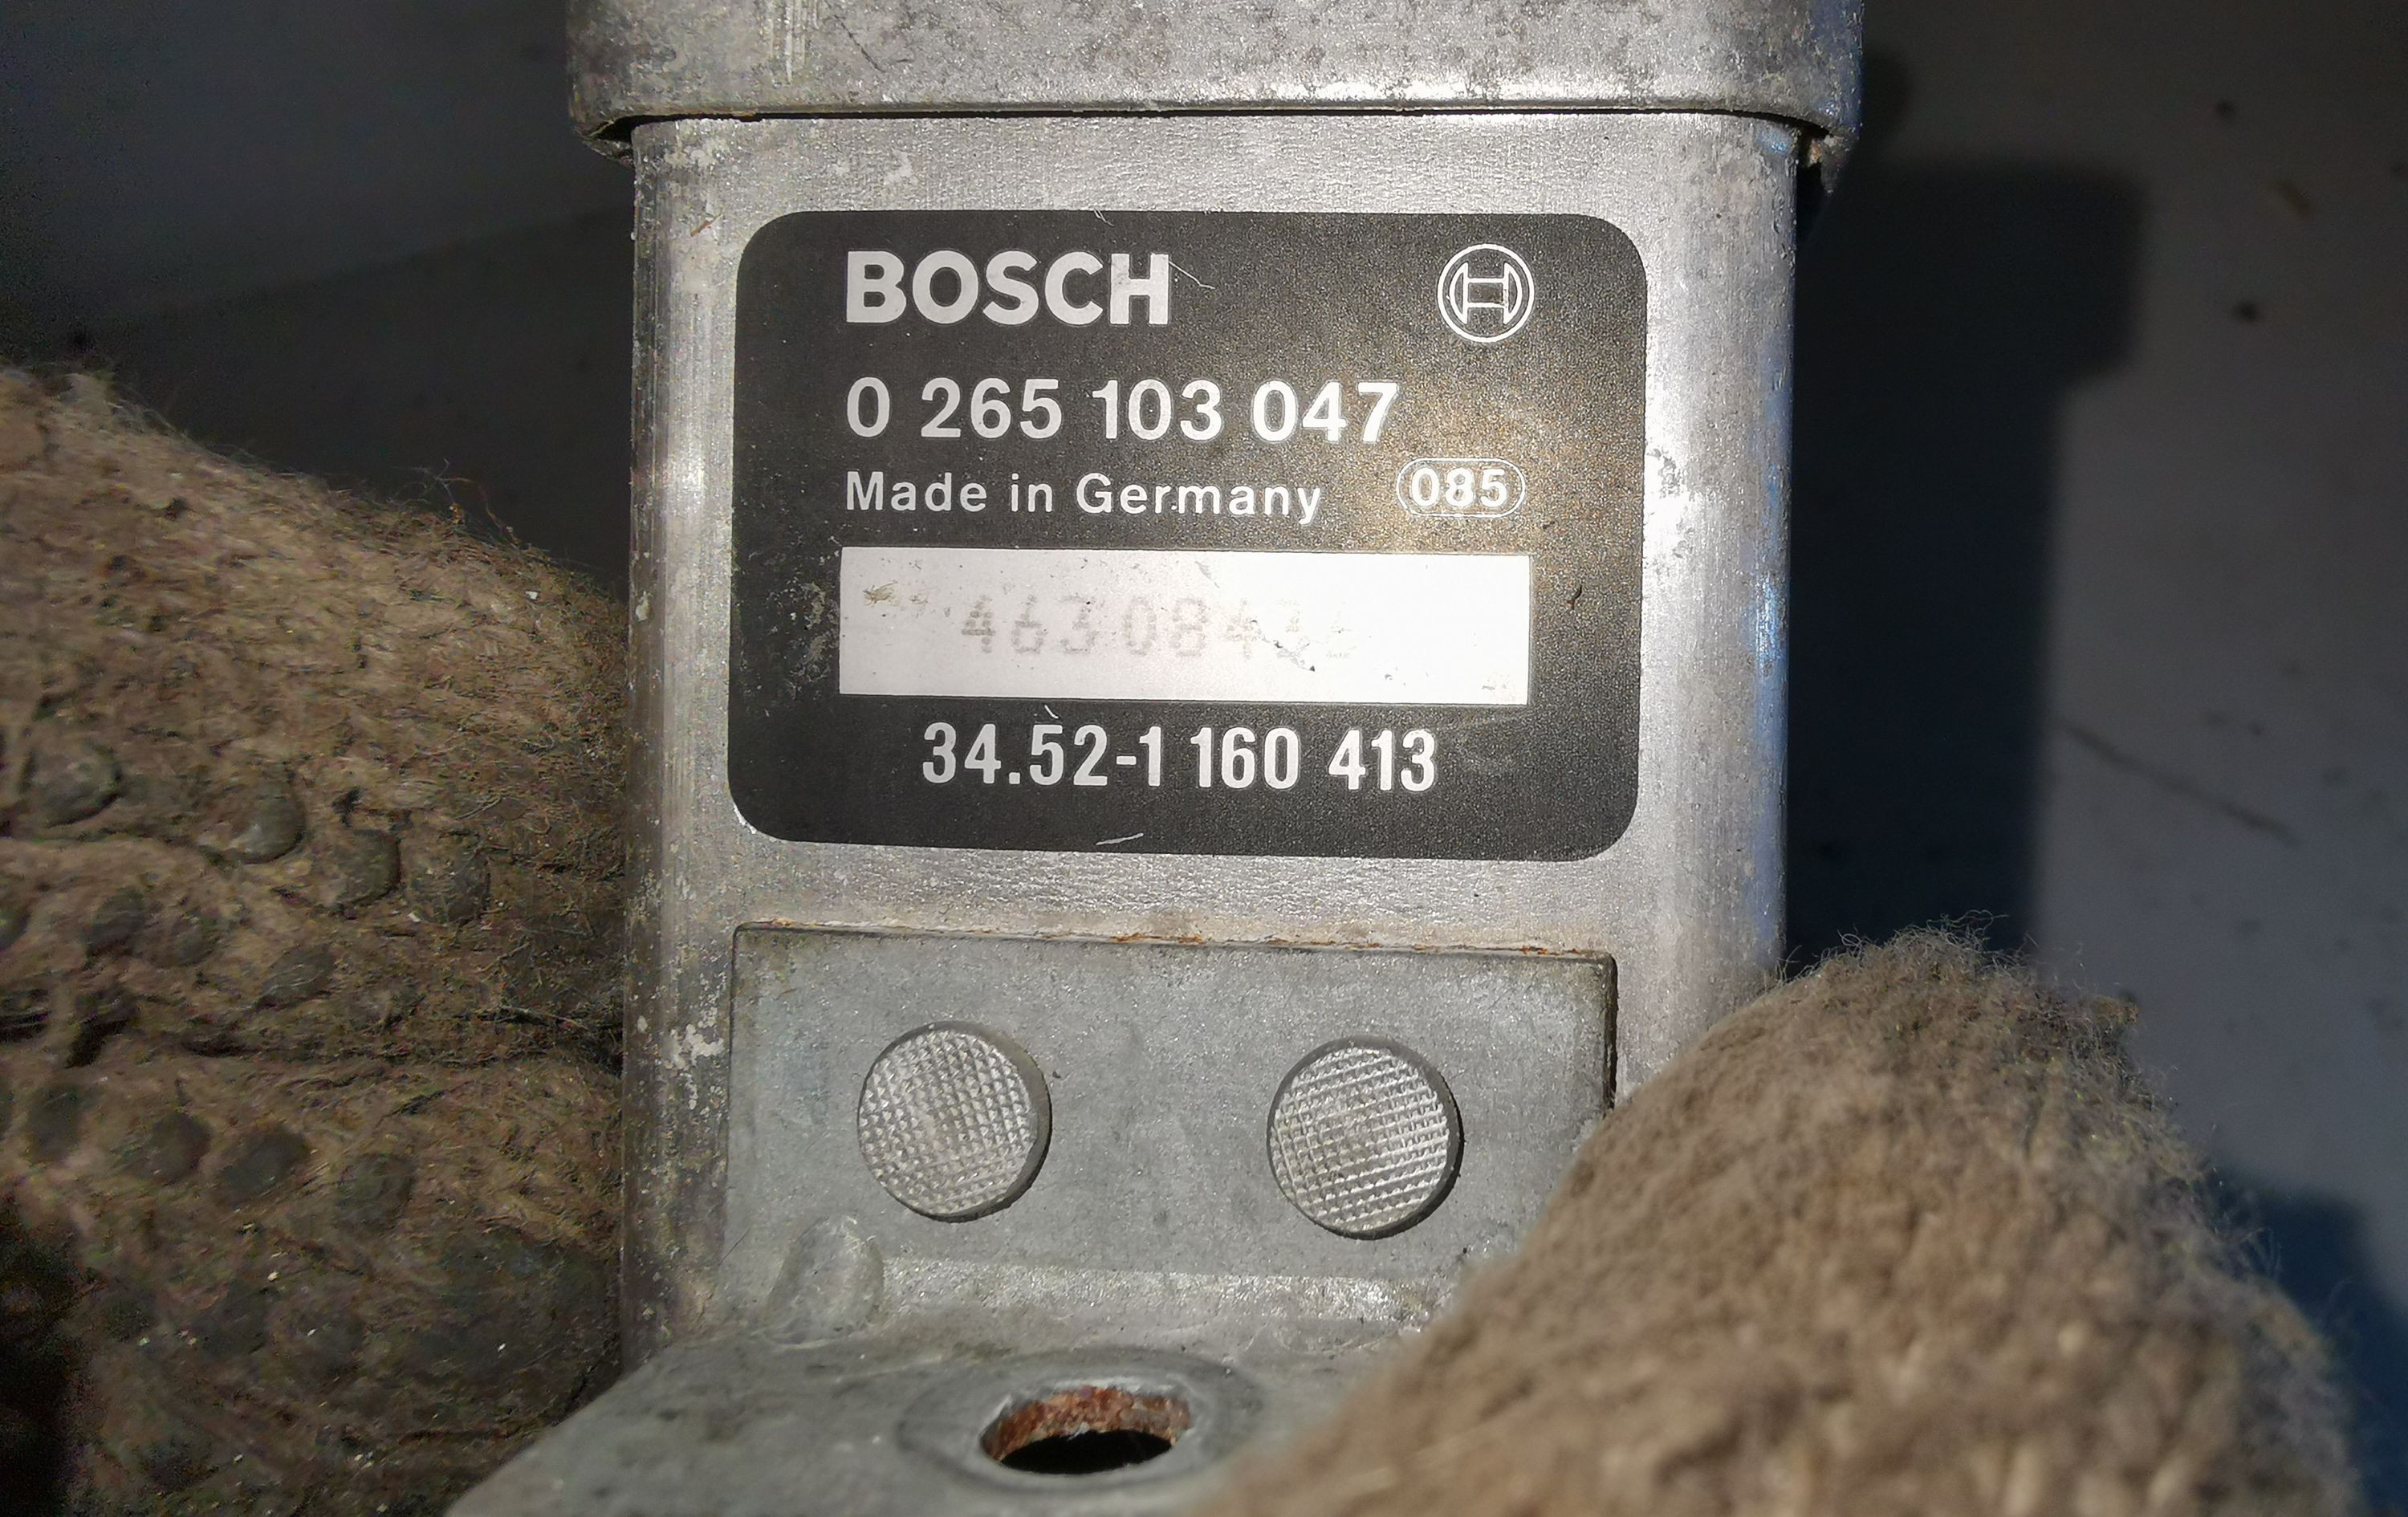 BOSCH
0 265 103 047
Made in Germany 085
34.52-1 160 413